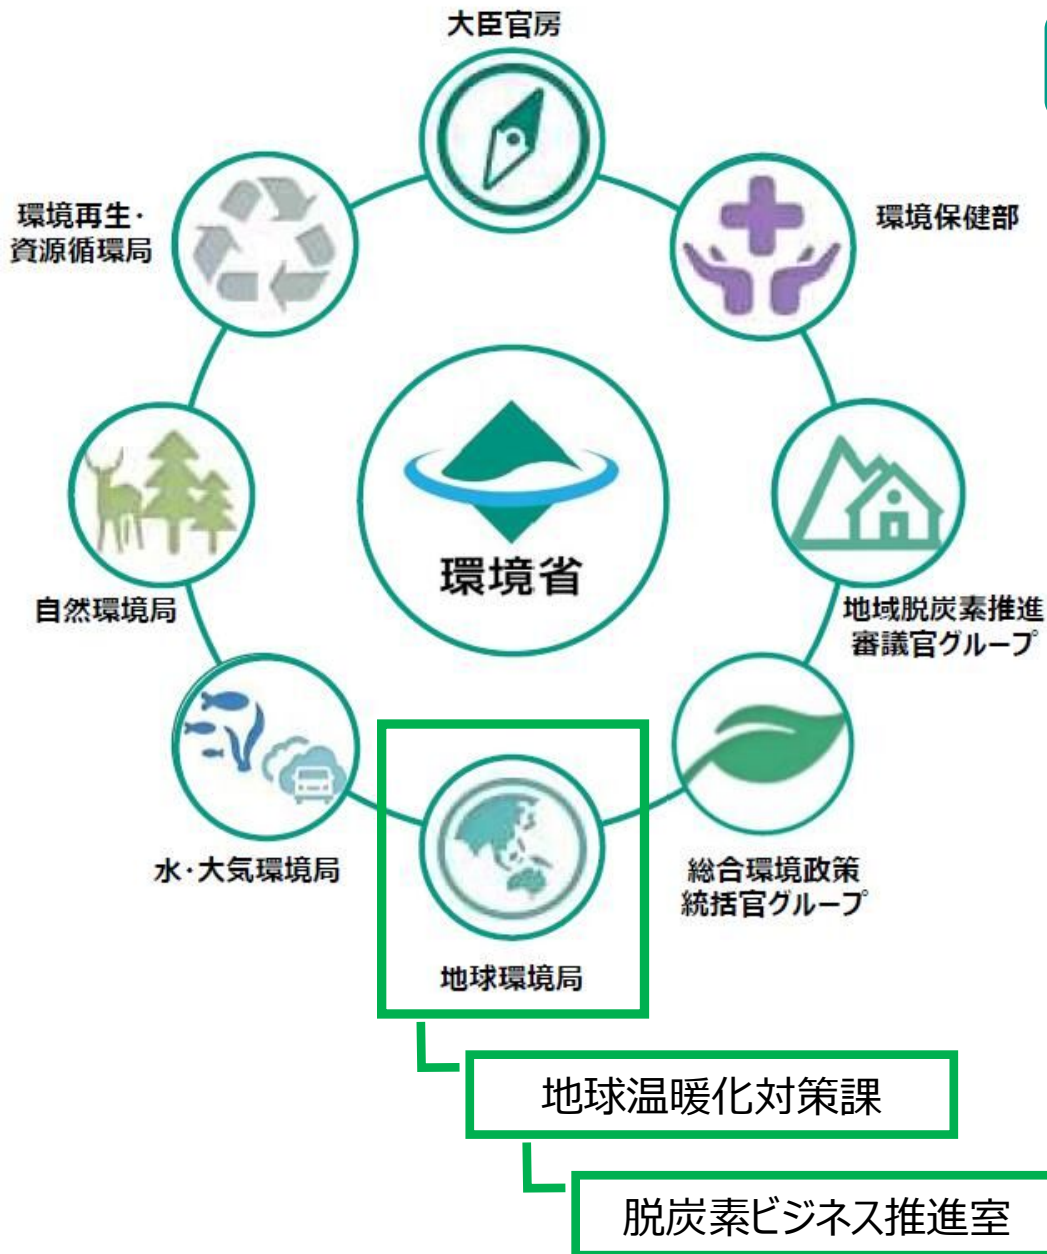 大臣官房
環境再生・
資源循環局
環境保健部
環境省
自然環境局
地域脱炭素推進
審議官グループ
水・大気環境局
総合環境政策
統括官グループ
地球環境局
地球温暖化対策課
脱炭素ビジネス推進室